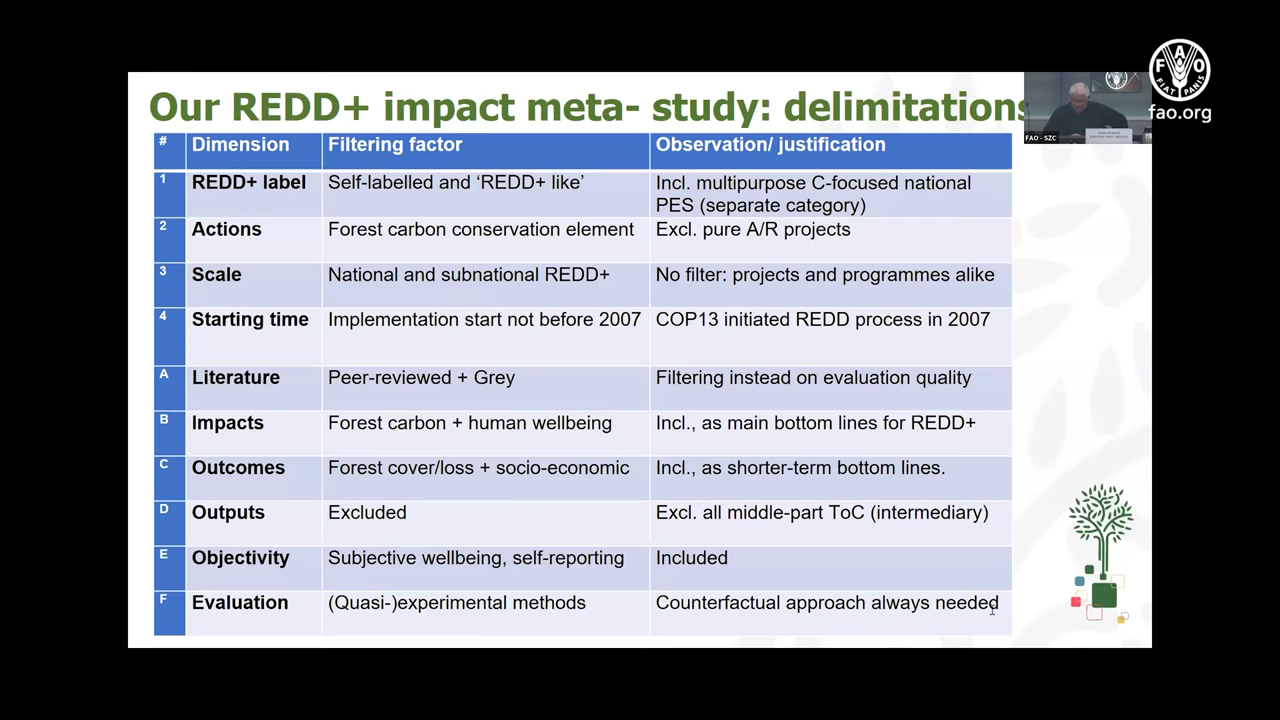 Our REDD+ impact meta- study: delimitations
# Dimension Filtering factor Observation/ justification
1 REDD+ label Self-labelled and ‘REDD+ like’ Incl. multipurpose C-focused national
PES (separate category)
2 Actions Forest carbon conservation element Excl. pure A/R projects
3 Scale National and subnational REDD+ No filter: projects and programmes alike
4 Starting time Implementation start not before 2007 COP13 initiated REDD process in 2007
A Literature Peer-reviewed + Grey Filtering instead on evaluation quality
B Impacts Forest carbon + human wellbeing Incl., as main bottom lines for REDD+
C Outcomes Forest cover/loss + socio-economic Incl., as shorter-term bottom lines.
D Outputs Excluded Excl. all middle-part ToC (intermediary)
E Objectivity Subjective wellbeing, self-reporting Included
F Evaluation (Quasi-)experimental methods Counterfactual approach always needed
FAO - SZC
F A O
FIAT PANIS
fao.org